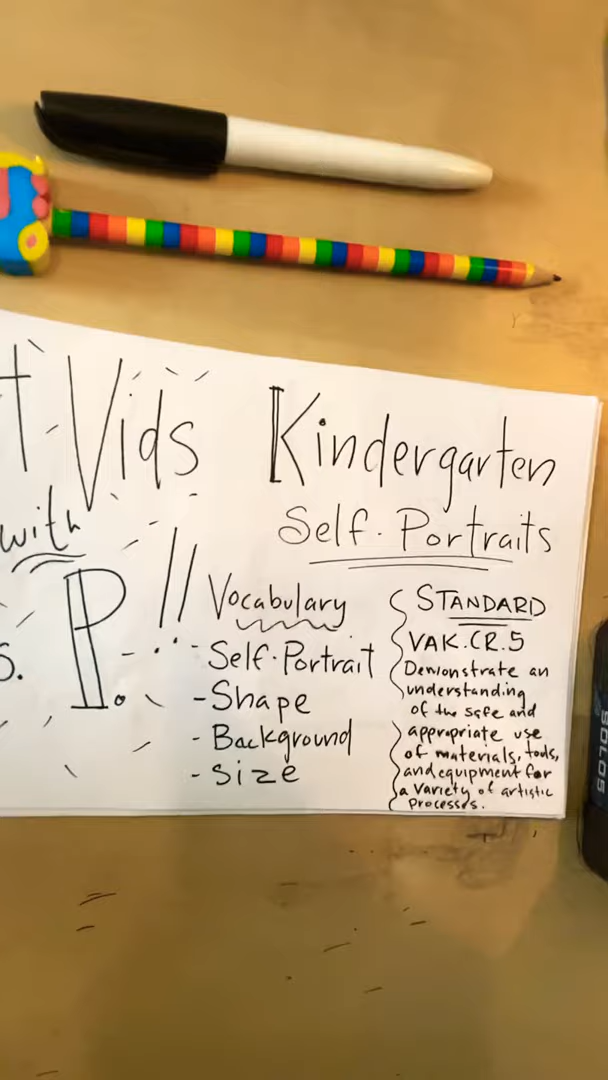 t Vids
with
s. P.!!
Kindergarten
Self-Portraits
Vocabulary
- Self-Portrait
- Shape
- Background
- Size
STANDARD
VAK.CR.5
Demonstrate an
understanding
of the safe and
appropriate use
of materials, tools,
and equipment for
a variety of artistic
processes.
SOLOS